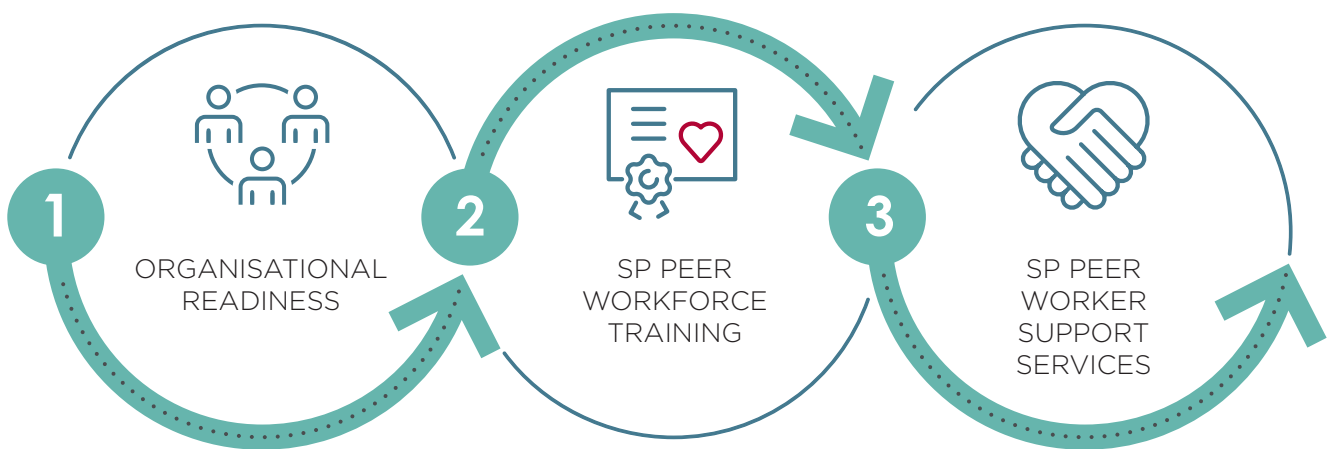 1
ORGANISATIONAL
READINESS
2
SP PEER
WORKFORCE
TRAINING
3
SP PEER
WORKER
SUPPORT
SERVICES